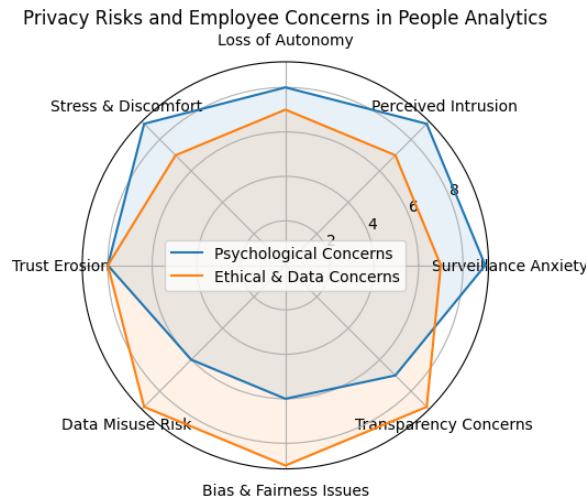 Privacy Risks and Employee Concerns in People Analytics
Loss of Autonomy
Stress & Discomfort
Perceived Intrusion
8
6
4
2
Psychological Concerns
Ethical & Data Concerns
Trust Erosion
Surveillance Anxiety
Data Misuse Risk
Transparency Concerns
Bias & Fairness Issues